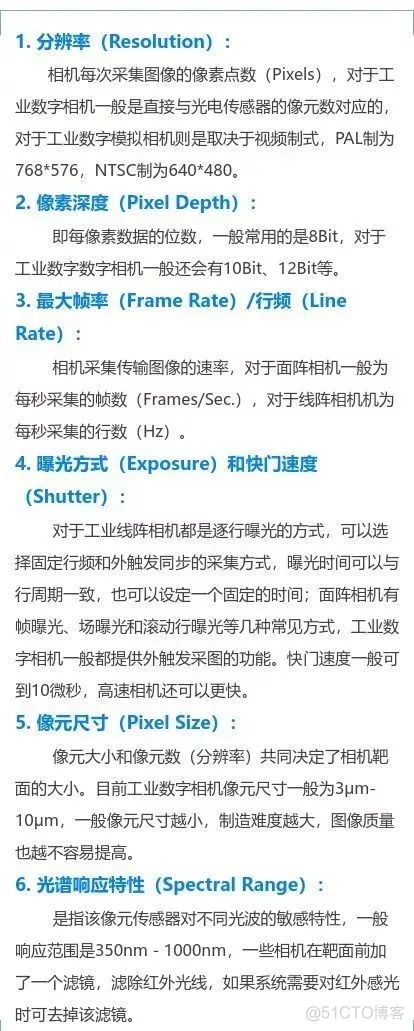 1. 分辨率（Resolution）：
相机每次采集图像的像素点数（Pixels），对于工
业数字相机一般是直接与光电传感器的像元数对应的，
对于工业数字模拟相机则是取决于视频制式，PAL制为
768*576，NTSC制为640*480。
2. 像素深度（Pixel Depth）：
即每像素数据的位数，一般常用的是8Bit，对于
工业数字数字相机一般还会有10Bit、12Bit等。
3. 最大帧率（Frame Rate）/行频（Line
Rate）：
相机采集传输图像的速率，对于面阵相机一般为
每秒采集的帧数（Frames/Sec.），对于线阵相机机为
每秒采集的行数（Hz）。
4. 曝光方式（Exposure）和快门速度
（Shutter）：
对于工业线阵相机都是逐行曝光的方式，可以选
择固定行频和外触发同步的采集方式，曝光时间可以与
行周期一致，也可以设定一个固定的时间；面阵相机有
帧曝光、场曝光和滚动行曝光等几种常见方式，工业数
字相机一般都提供外触发采图的功能。快门速度一般可
到10微秒，高速相机还可以更快。
5. 像元尺寸（Pixel Size）：
像元大小和像元数（分辨率）共同决定了相机靶
面的大小。目前工业数字相机像元尺寸一般为3μm-
10μm，一般像元尺寸越小，制造难度越大，图像质量
也越不容易提高。
6. 光谱响应特性（Spectral Range）：
是指该像元传感器对不同光波的敏感特性，一般
响应范围是350nm－1000nm，一些相机在靶面前加
了一个滤镜，滤除红外光线，如果系统需要对红外感光
时可去掉该滤镜。
@51CTO博客